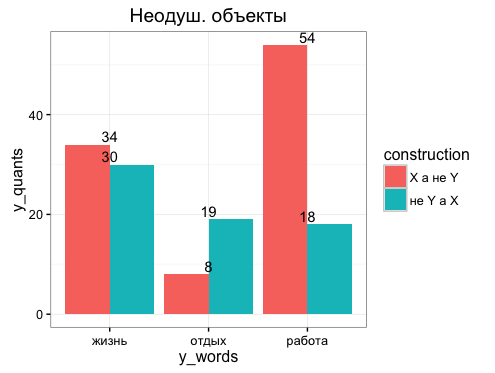 Неодуш. объекты
y_quants
40
20
0
34
30
8
19
54
18
жизнь
отдых
работа
y_words
construction
X а не Y
не Y а X